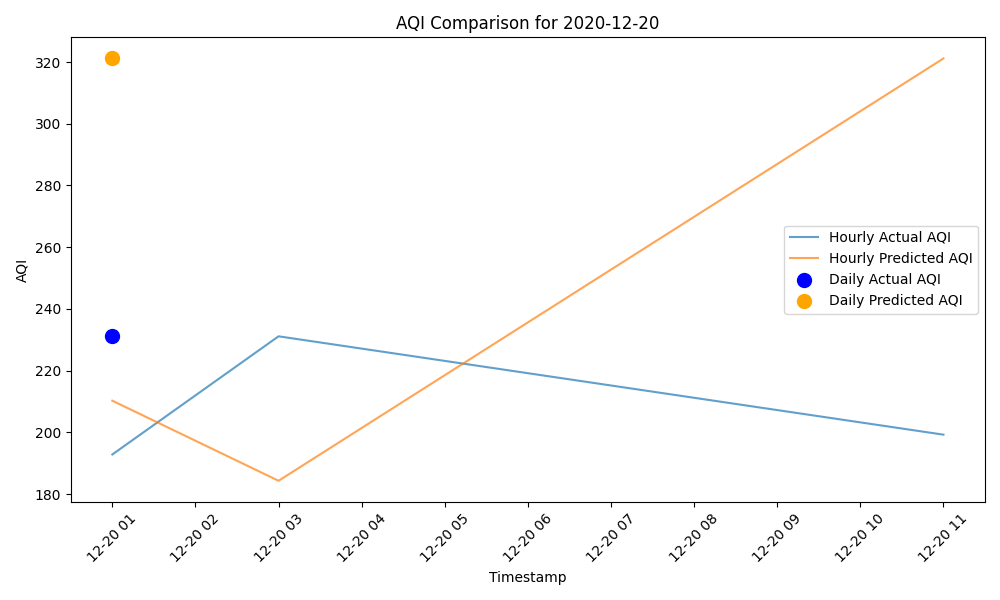 AQI Comparison for 2020-12-20
AQI
320
300
280
260
240
220
200
180
Hourly Actual AQI
Hourly Predicted AQI
Daily Actual AQI
Daily Predicted AQI
12-20 01
12-20 02
12-20 03
12-20 04
12-20 05
12-20 06
12-20 07
12-20 08
12-20 09
12-20 10
12-20 11
Timestamp